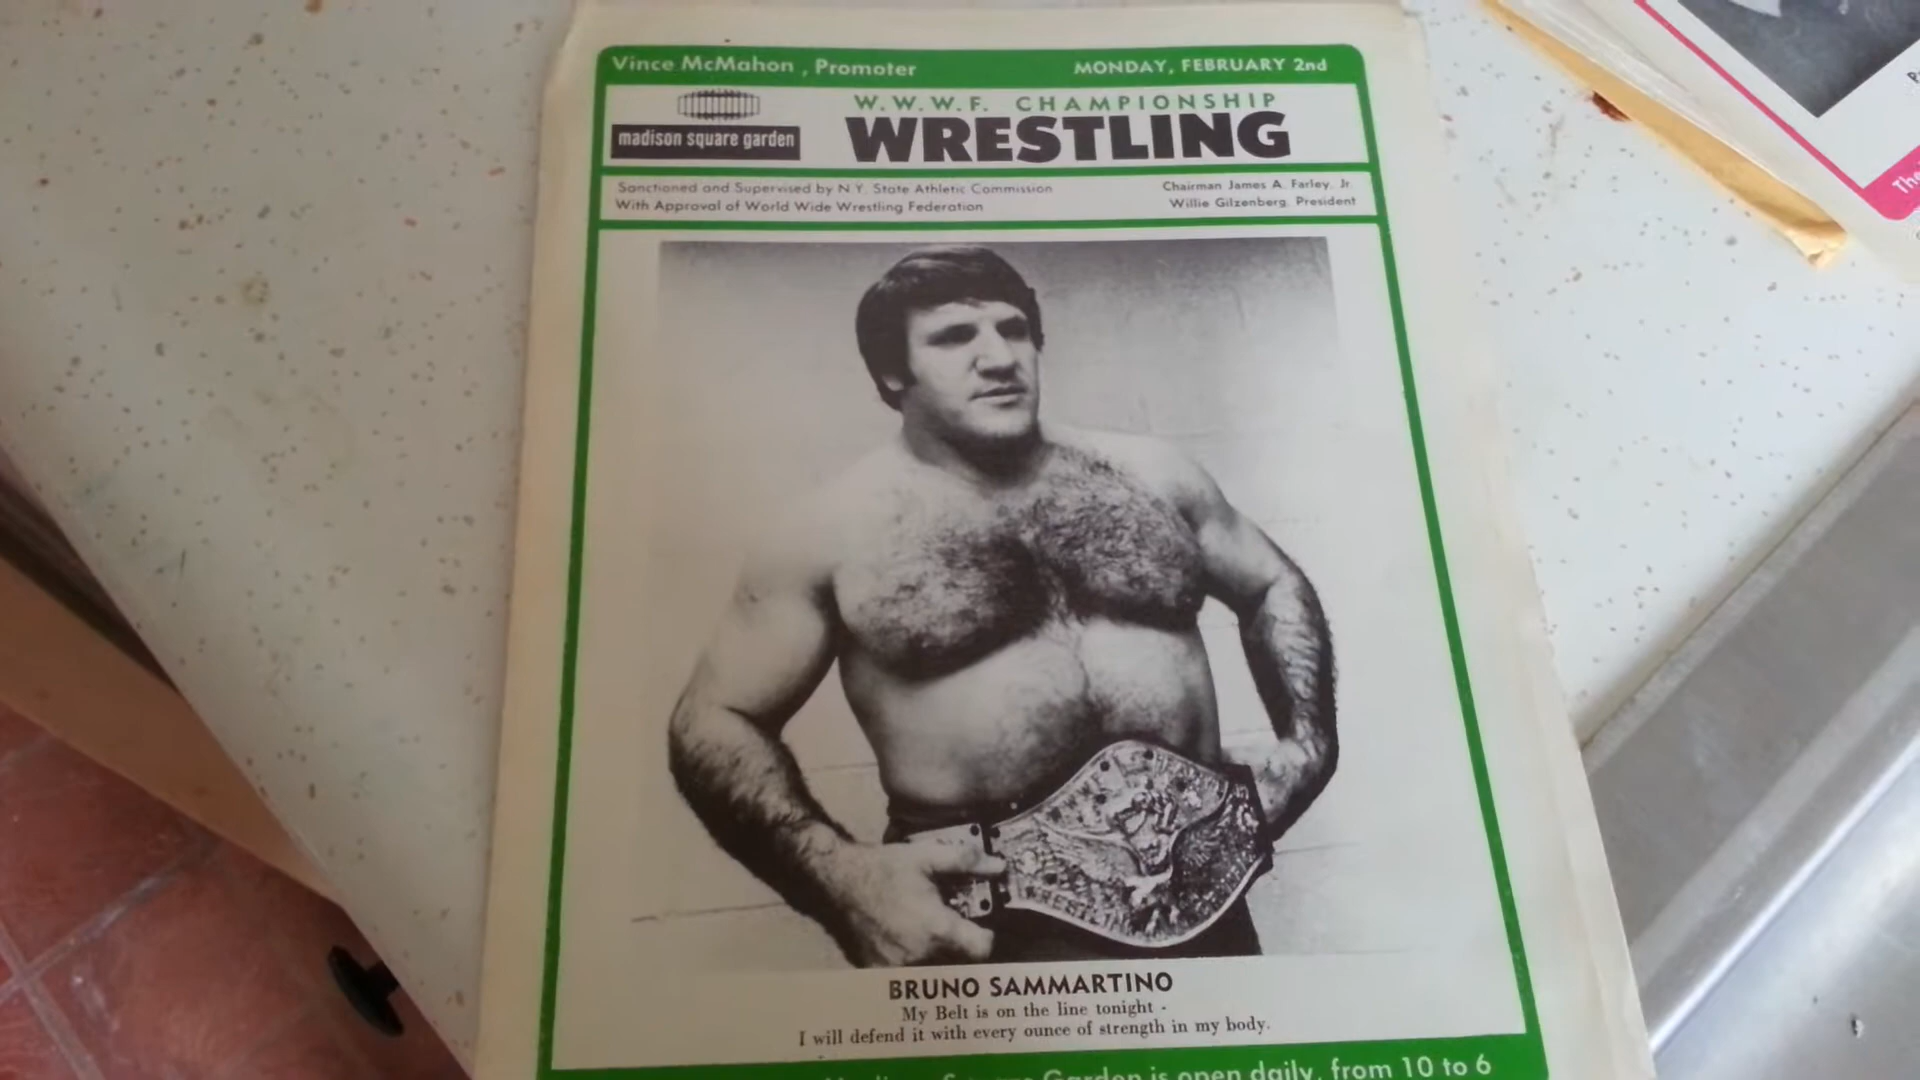 Vince McMahon , Promoter
MONDAY, FEBRUARY 2nd
madison square garden
W.W.W.F. CHAMPIONSHIP
WRESTLING
Sanctioned and Supervised by N.Y. State Athletic Commission
With Approval of World Wide Wrestling Federation
Chairman James A. Farley, Jr.
Willie Gilzenberg, President
WRESTLIN
BRUNO SAMMARTINO
My Belt is on the line tonight -
I will defend it with every ounce of strength in my body.
Garden is open daily, from 10 to 6
The